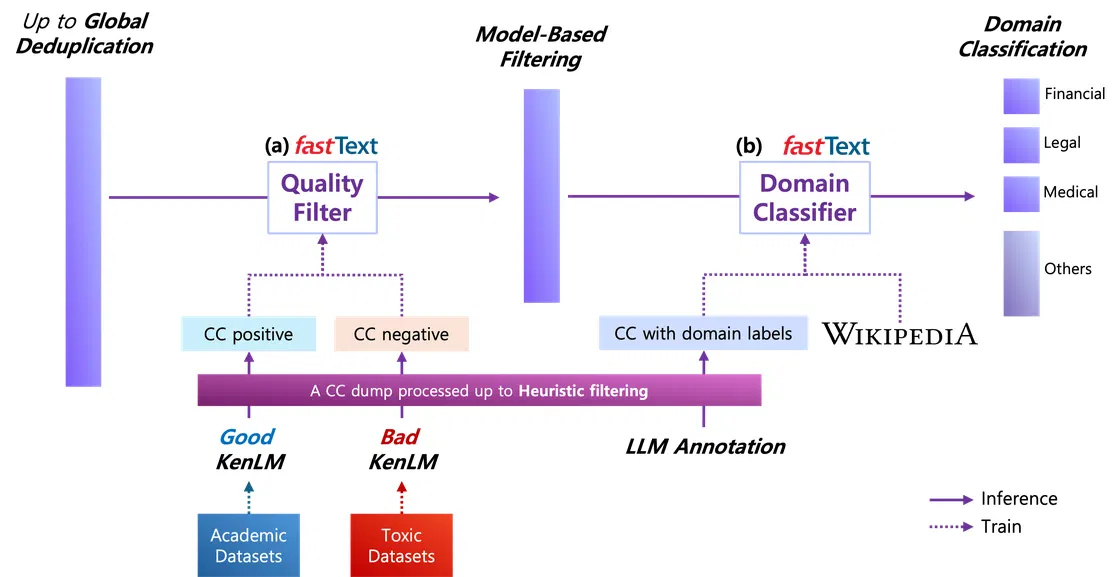 Up to Global
Deduplication
Model-Based
Filtering
Domain
Classification
Financial
Legal
Medical
Others
(a) fastText
Quality
Filter
(b) fastText
Domain
Classifier
CC positive
CC negative
CC with domain labels
WIKIPEDIA
A CC dump processed up to Heuristic filtering
Good
KenLM
Bad
KenLM
LLM Annotation
Academic
Datasets
Toxic
Datasets
Inference
Train